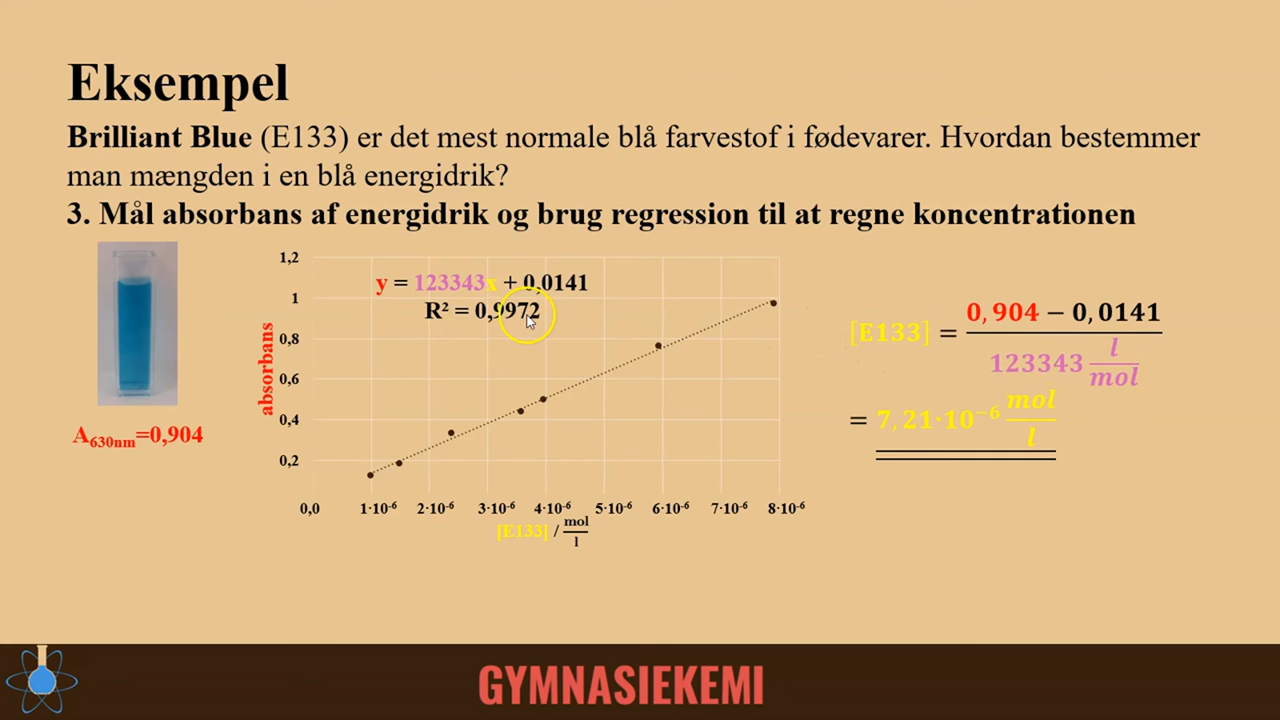 Eksempel
Brilliant Blue (E133) er det mest normale blå farvestof i fødevarer. Hvordan bestemmer
man mængden i en blå energidrik?
3. Mål absorbans af energidrik og brug regression til at regne koncentrationen
A630nm=0,904
absorbans
1,2
1
0,8
0,6
0,4
0,2
y = 123343x + 0,0141
R² = 0,9972
0,0 1·10⁻⁶ 2·10⁻⁶ 3·10⁻⁶ 4·10⁻⁶ 5·10⁻⁶ 6·10⁻⁶ 7·10⁻⁶ 8·10⁻⁶
[E133] / mol/l
[E133] = (0,904 − 0,0141) / (123343 l/mol)
= 7,21·10⁻⁶ mol/l
GYMNASIEKEMI